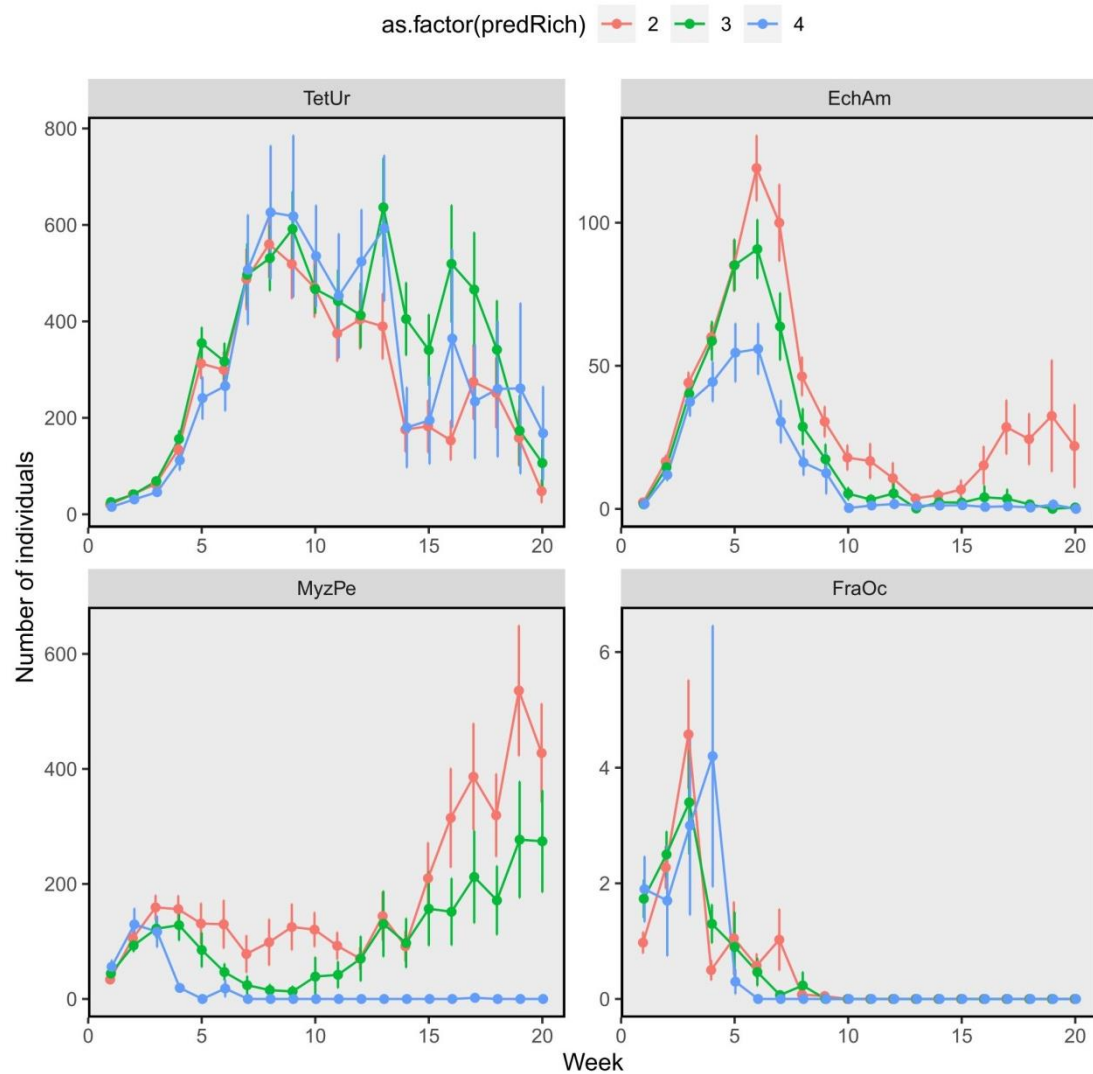 as.factor(predRich) 2 3 4
TetUr EchAm
800
600
400
200
0
100
50
0
0 5 10 15 20 0 5 10 15 20
Number of individuals
MyzPe FraOc
600
400
200
0
6
4
2
0
0 5 10 15 20 0 5 10 15 20
Week